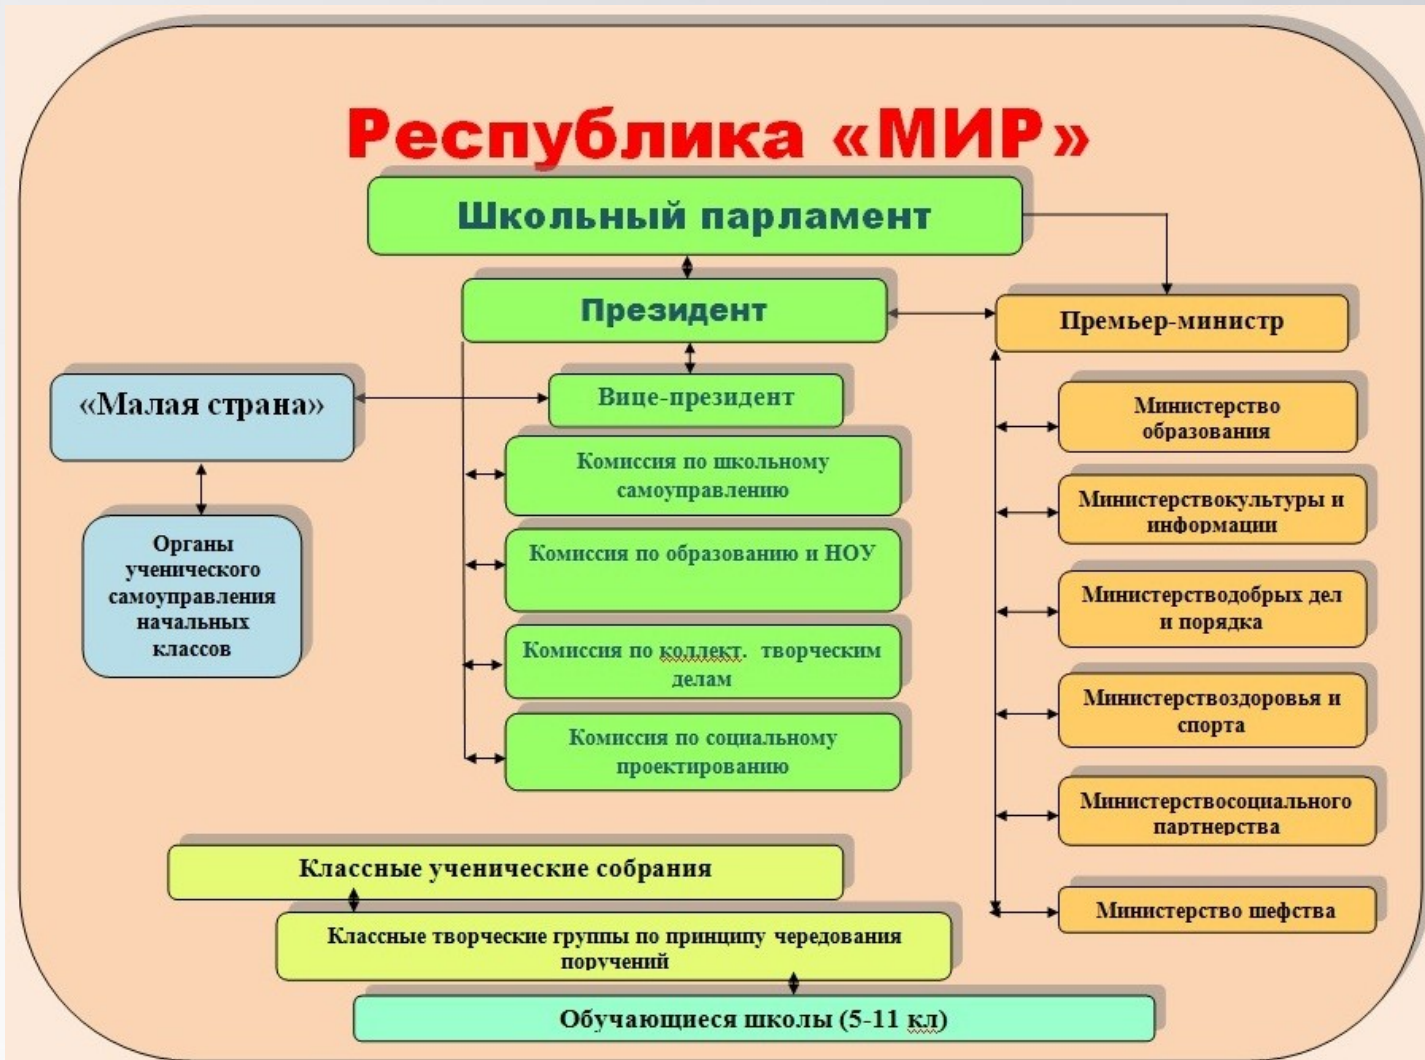 Республика «МИР»
Школьный парламент
Президент
Премьер-министр
«Малая страна»
Вице-президент
Органы
ученического
самоуправления
начальных
классов
Комиссия по школьному
самоуправлению
Комиссия по образованию и НОУ
Комиссия по коллект. творческим
делам
Комиссия по социальному
проектированию
Министерство
образования
Министерствокультуры и
информации
Министерстводобрых дел
и порядка
Министерствоздоровья и
спорта
Министерствосоциального
партнерства
Министерство шефства
Классные ученические собрания
Классные творческие группы по принципу чередования
поручений
Обучающиеся школы (5-11 кл)